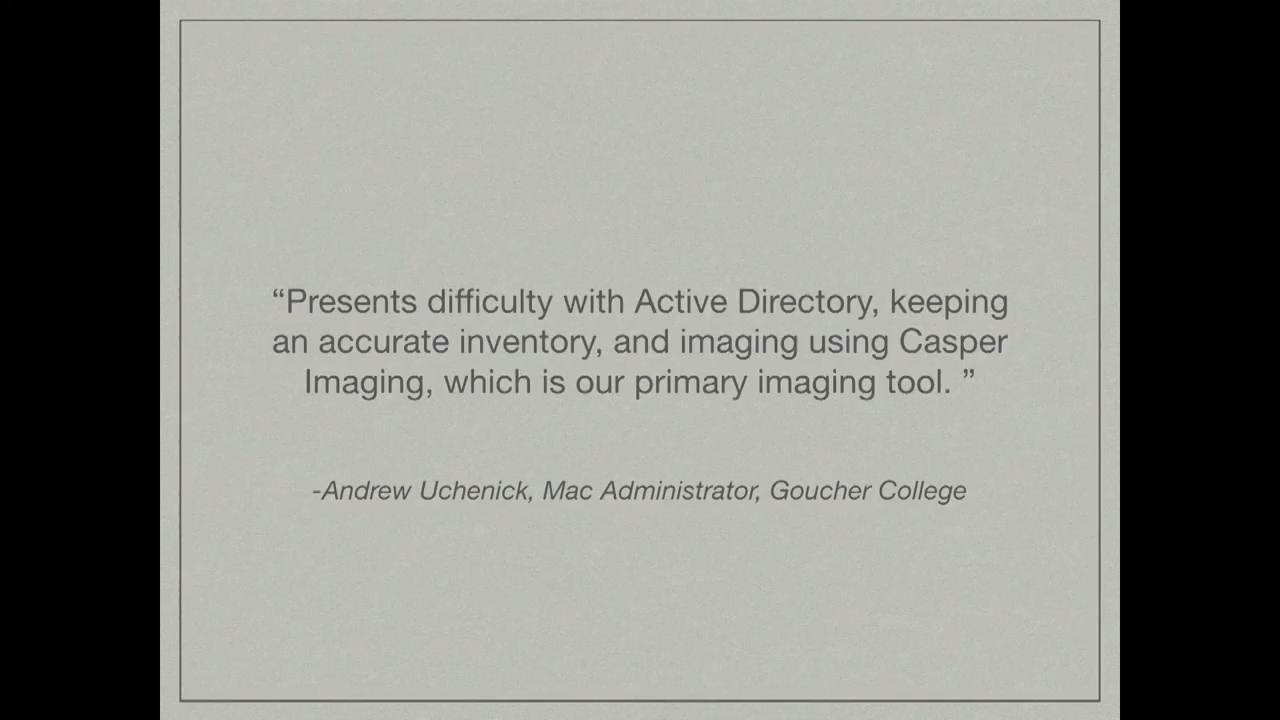 “Presents difficulty with Active Directory, keeping
an accurate inventory, and imaging using Casper
Imaging, which is our primary imaging tool. ”
-Andrew Uchenick, Mac Administrator, Goucher College